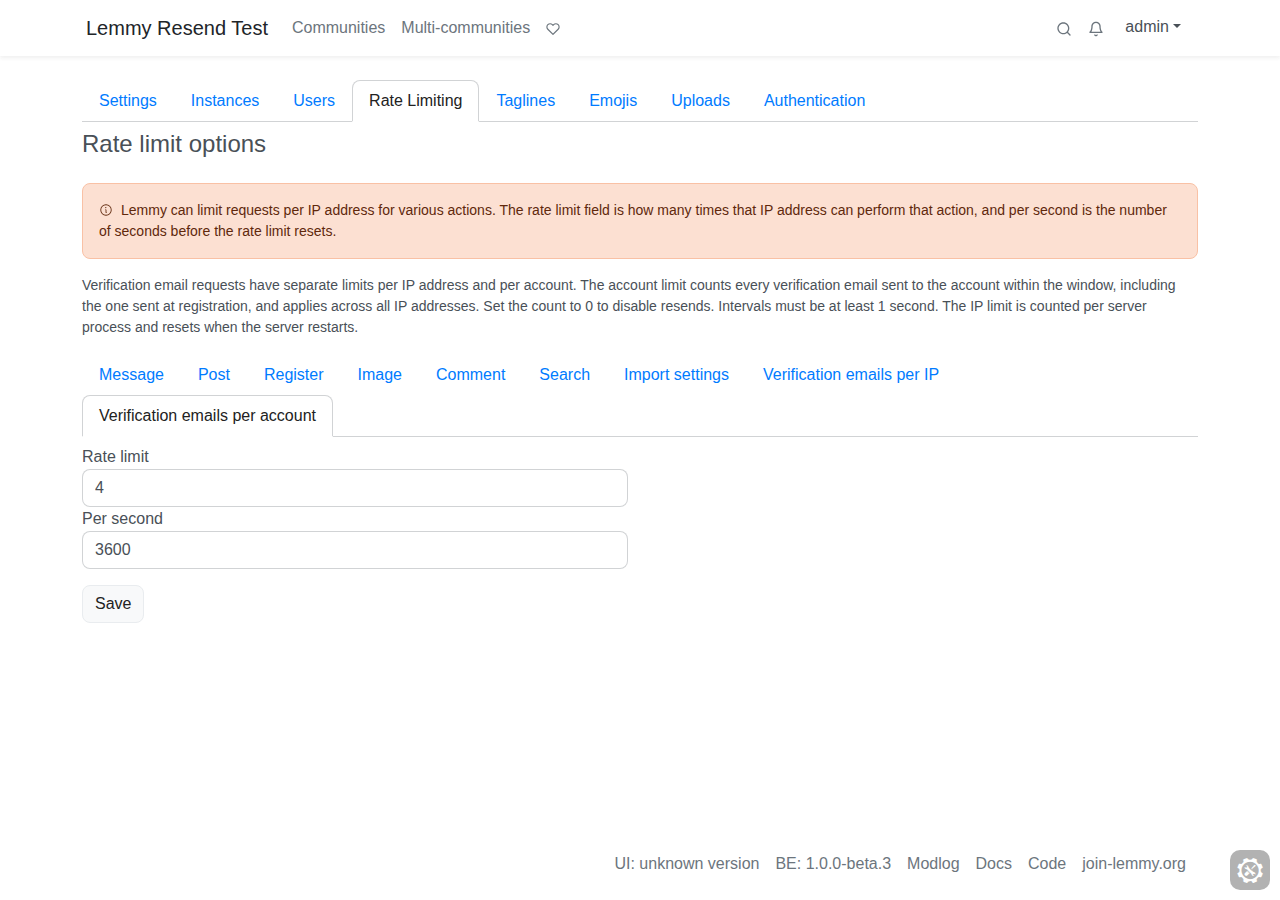 Lemmy Resend Test Communities Multi-communities admin
Settings Instances Users Rate Limiting Taglines Emojis Uploads Authentication
Rate limit options
Lemmy can limit requests per IP address for various actions. The rate limit field is how many times that IP address can perform that action, and per second is the number
of seconds before the rate limit resets.
Verification email requests have separate limits per IP address and per account. The account limit counts every verification email sent to the account within the window, including
the one sent at registration, and applies across all IP addresses. Set the count to 0 to disable resends. Intervals must be at least 1 second. The IP limit is counted per server
process and resets when the server restarts.
Message Post Register Image Comment Search Import settings Verification emails per IP
Verification emails per account
Rate limit
4
Per second
3600
Save
UI: unknown version BE: 1.0.0-beta.3 Modlog Docs Code join-lemmy.org